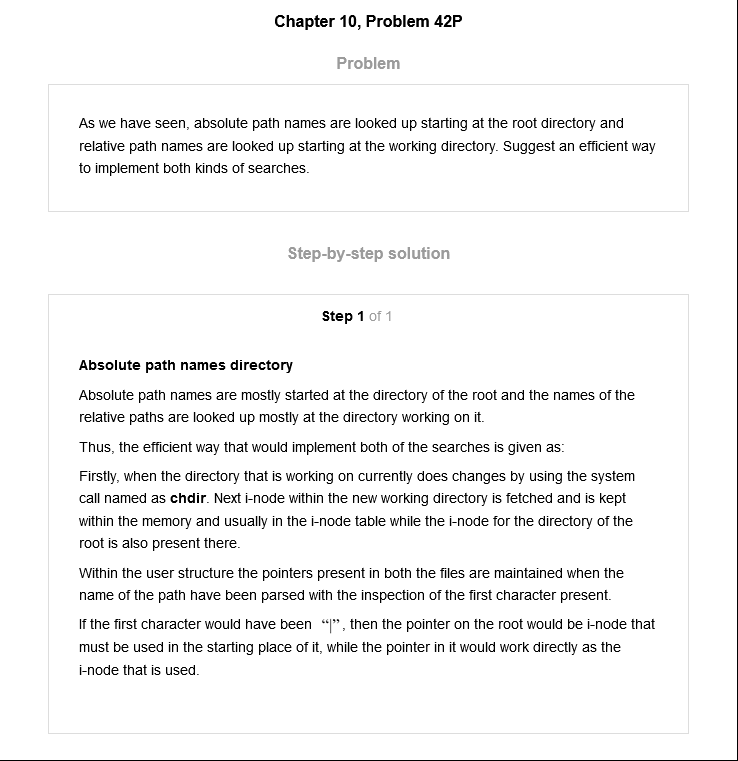 Chapter 10, Problem 42P
Problem
As we have seen, absolute path names are looked up starting at the root directory and
relative path names are looked up starting at the working directory. Suggest an efficient way
to implement both kinds of searches.
Step-by-step solution
Step 1 of 1
Absolute path names directory
Absolute path names are mostly started at the directory of the root and the names of the
relative paths are looked up mostly at the directory working on it.
Thus, the efficient way that would implement both of the searches is given as:
Firstly, when the directory that is working on currently does changes by using the system
call named as chdir. Next i-node within the new working directory is fetched and is kept
within the memory and usually in the i-node table while the i-node for the directory of the
root is also present there.
Within the user structure the pointers present in both the files are maintained when the
name of the path have been parsed with the inspection of the first character present.
If the first character would have been “|”, then the pointer on the root would be i-node that
must be used in the starting place of it, while the pointer in it would work directly as the
i-node that is used.